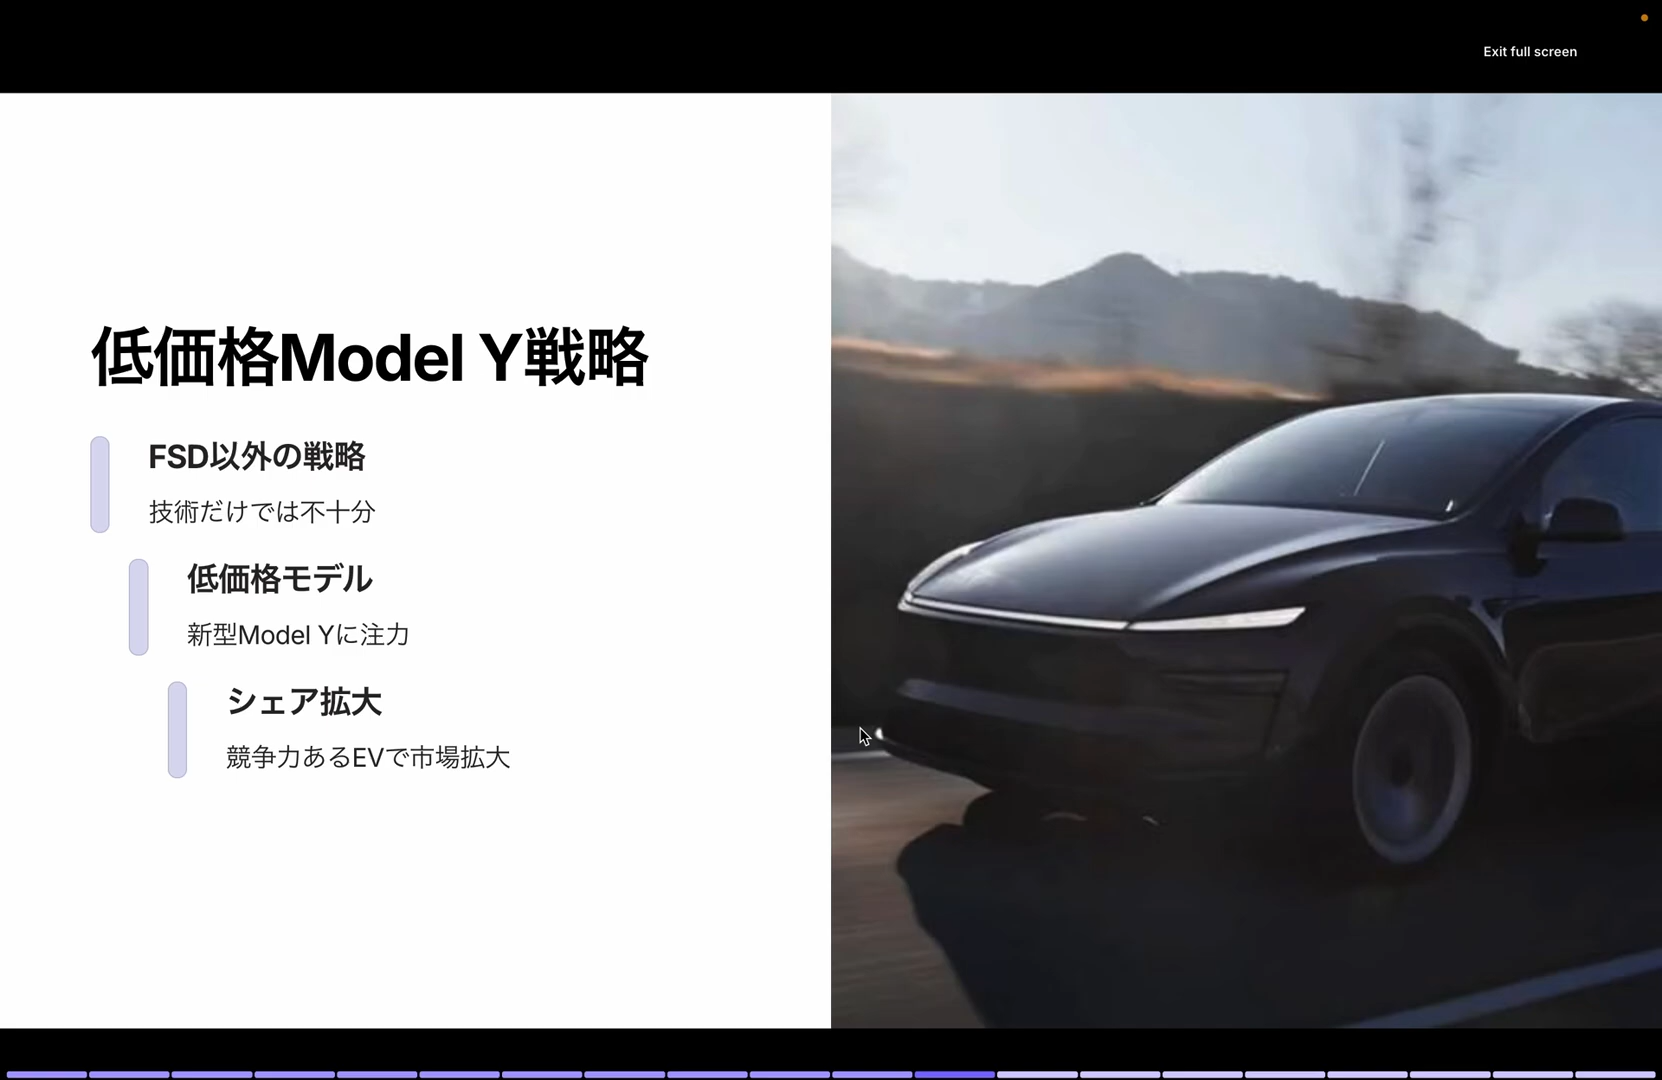 Exit full screen
低価格Model Y戦略
FSD以外の戦略
技術だけでは不十分
低価格モデル
新型Model Yに注力
シェア拡大
競争力あるEVで市場拡大